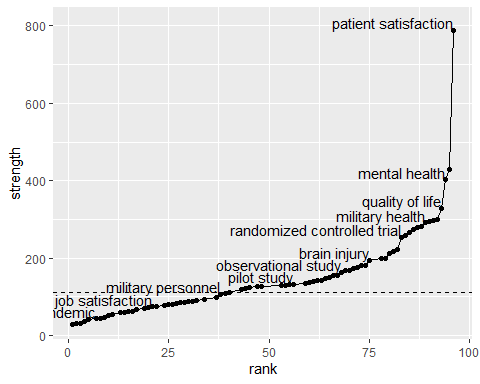 800
600
400
200
0
strength
patient satisfaction
mental health
quality of life
military health
randomized controlled trial
brain injury
observational study
pilot study
military personnel
job satisfaction
demic
0
25
50
75
100
rank